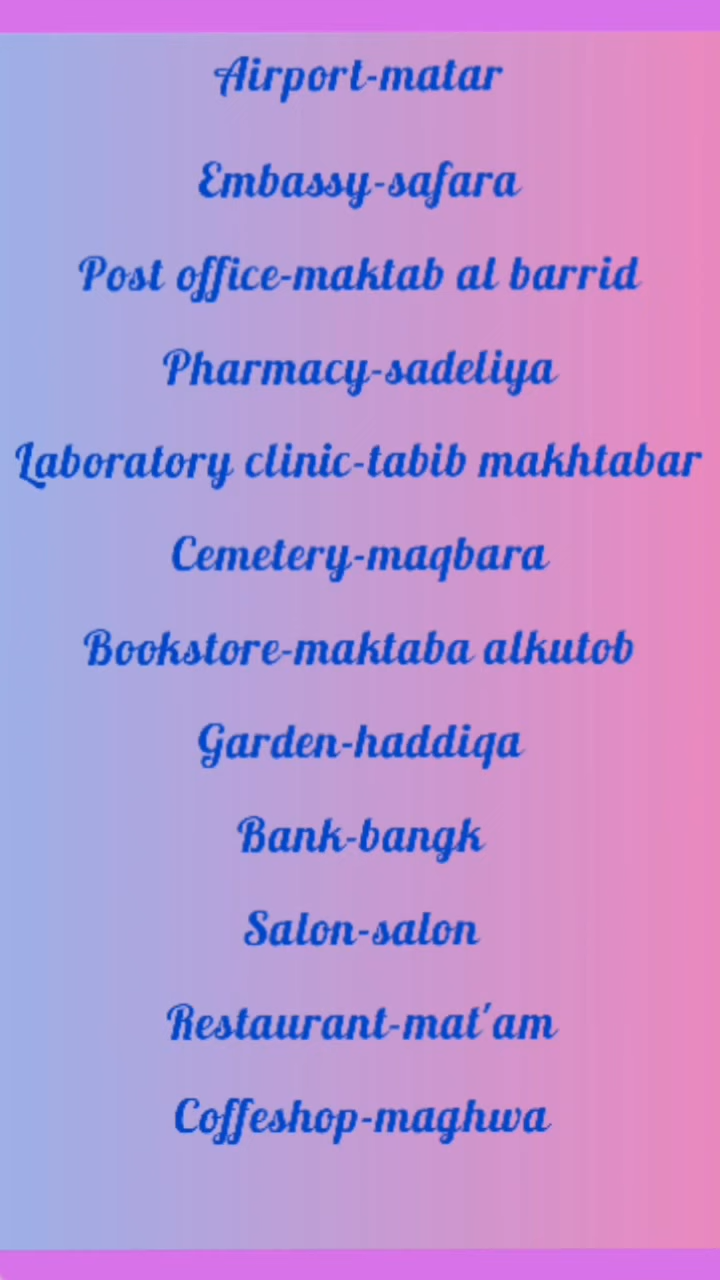 Airport-matar
Embassy-safara
Post office-maktab al barrid
Pharmacy-sadeliya
Laboratory clinic-tabib makhtabar
Cemetery-maqbara
Bookstore-maktaba alkutob
Garden-haddiqa
Bank-bangk
Salon-salon
Restaurant-mat'am
Coffeshop-maghwa